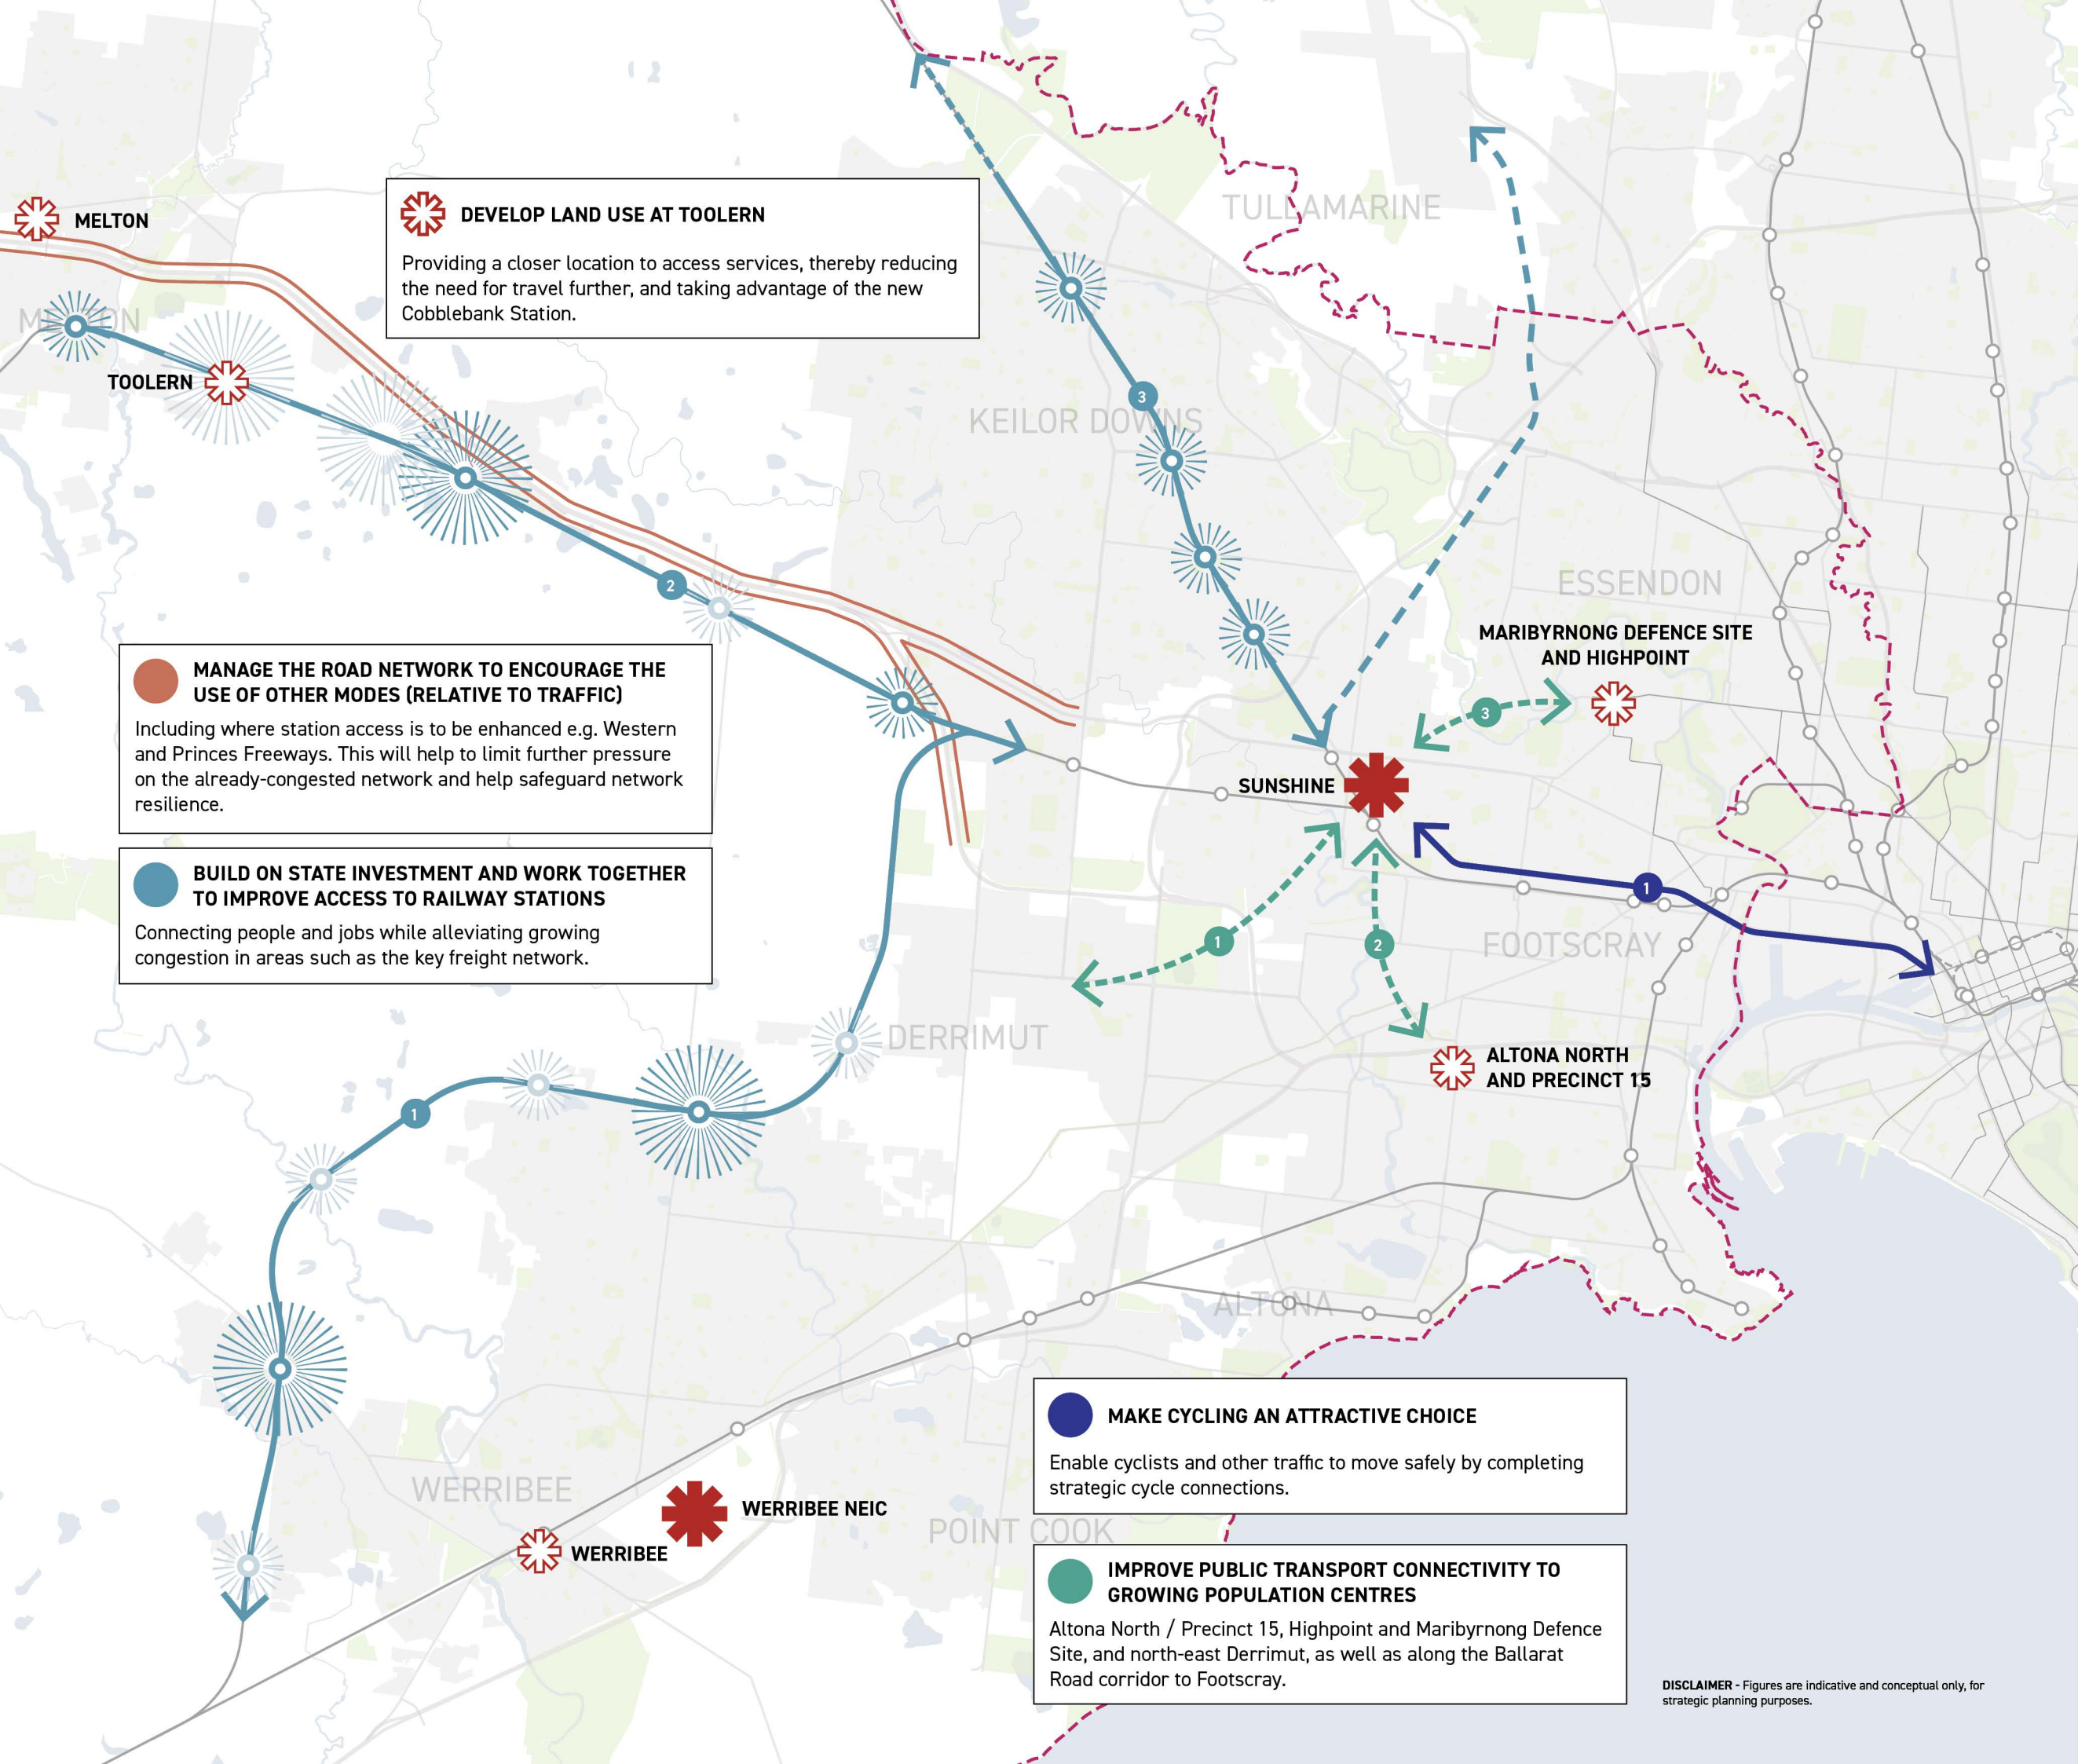 TULLAMARINE
MELTON
DEVELOP LAND USE AT TOOLERN
Providing a closer location to access services, thereby reducing
the need for travel further, and taking advantage of the new
Cobblebank Station.
MELTON
TOOLERN
3
KEILOR DOWNS
2
ESSENDON
MARIBYRNONG DEFENCE SITE
AND HIGHPOINT
3
MANAGE THE ROAD NETWORK TO ENCOURAGE THE
USE OF OTHER MODES (RELATIVE TO TRAFFIC)
Including where station access is to be enhanced e.g. Western
and Princes Freeways. This will help to limit further pressure
on the already-congested network and help safeguard network
resilience.
SUNSHINE
BUILD ON STATE INVESTMENT AND WORK TOGETHER
TO IMPROVE ACCESS TO RAILWAY STATIONS
Connecting people and jobs while alleviating growing
congestion in areas such as the key freight network.
1
1
2
FOOTSCRAY
DERRIMUT
ALTONA NORTH
AND PRECINCT 15
1
ALTONA
MAKE CYCLING AN ATTRACTIVE CHOICE
Enable cyclists and other traffic to move safely by completing
strategic cycle connections.
WERRIBEE
WERRIBEE NEIC
POINT COOK
WERRIBEE
IMPROVE PUBLIC TRANSPORT CONNECTIVITY TO
GROWING POPULATION CENTRES
Altona North / Precinct 15, Highpoint and Maribyrnong Defence
Site, and north-east Derrimut, as well as along the Ballarat
Road corridor to Footscray.
DISCLAIMER - Figures are indicative and conceptual only, for
strategic planning purposes.